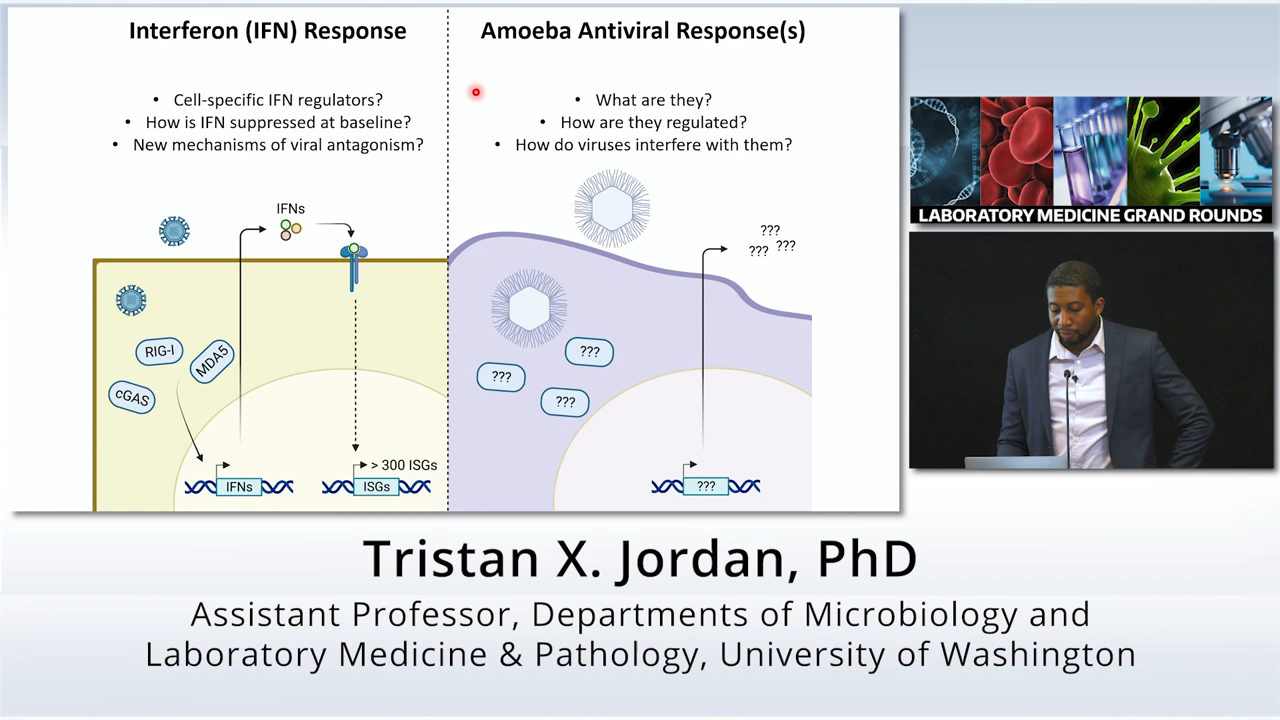 Interferon (IFN) Response
• Cell-specific IFN regulators?
• How is IFN suppressed at baseline?
• New mechanisms of viral antagonism?
IFNs
RIG-I
MDA5
cGAS
IFNs
> 300 ISGs
ISGs
Amoeba Antiviral Response(s)
• What are they?
• How are they regulated?
• How do viruses interfere with them?
???
??? ???
???
???
???
???
LABORATORY MEDICINE GRAND ROUNDS
Tristan X. Jordan, PhD
Assistant Professor, Departments of Microbiology and
Laboratory Medicine & Pathology, University of Washington